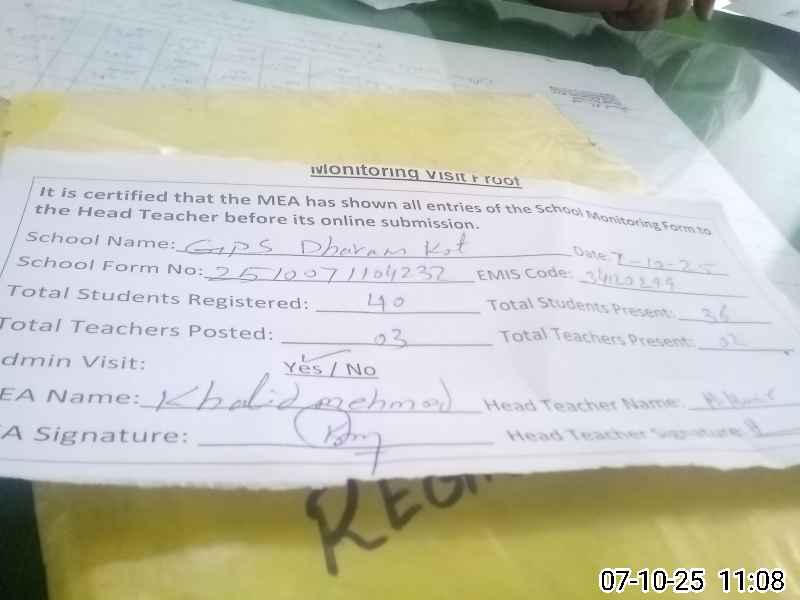 Monitoring Visit Proof
It is certified that the MEA has shown all entries of the School Monitoring Form to
the Head Teacher before its online submission.
School Name: GPS Dharam Kot Date: 7-10-25
School Form No: 2510071104232 EMIS Code:
Total Students Registered: 40 Total Students Present: 36
Total Teachers Posted: 03 Total Teachers Present: 02
dmin Visit: Yes / No
EA Name: Khalid mehmod Head Teacher Name:
A Signature: Head Teacher Signature:
07-10-25 11:08